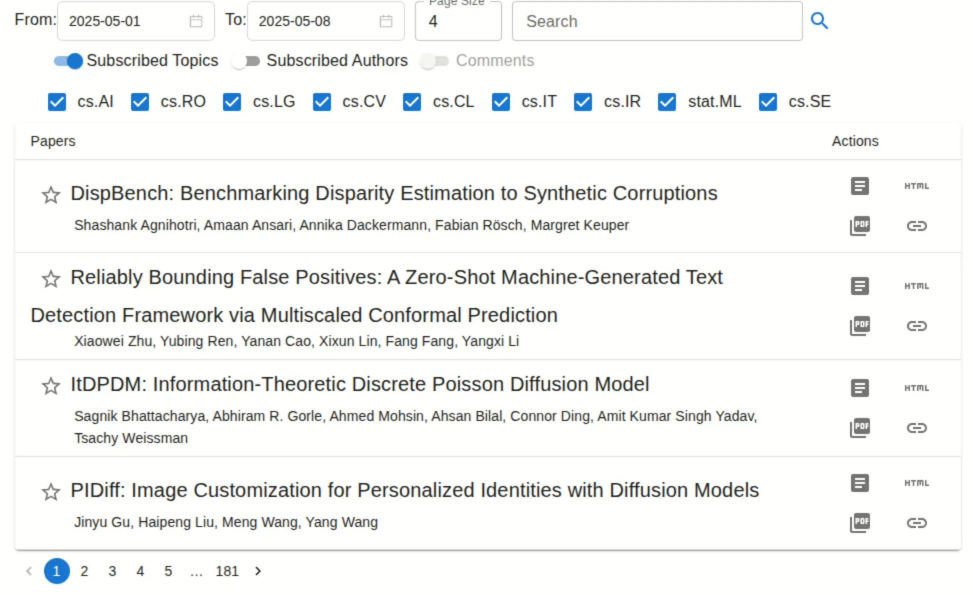 From: 2025-05-01 To: 2025-05-08 Page Size 4 Search
Subscribed Topics Subscribed Authors Comments
cs.AI cs.RO cs.LG cs.CV cs.CL cs.IT cs.IR stat.ML cs.SE
Papers Actions
DispBench: Benchmarking Disparity Estimation to Synthetic Corruptions
HTML
Shashank Agnihotri, Amaan Ansari, Annika Dackermann, Fabian Rösch, Margret Keuper
PDF
Reliably Bounding False Positives: A Zero-Shot Machine-Generated Text
HTML
Detection Framework via Multiscaled Conformal Prediction
PDF
Xiaowei Zhu, Yubing Ren, Yanan Cao, Xixun Lin, Fang Fang, Yangxi Li
ItDPDM: Information-Theoretic Discrete Poisson Diffusion Model
HTML
Sagnik Bhattacharya, Abhiram R. Gorle, Ahmed Mohsin, Ahsan Bilal, Connor Ding, Amit Kumar Singh Yadav,
PDF
Tsachy Weissman
PIDiff: Image Customization for Personalized Identities with Diffusion Models
HTML
Jinyu Gu, Haipeng Liu, Meng Wang, Yang Wang
PDF
1 2 3 4 5 ... 181